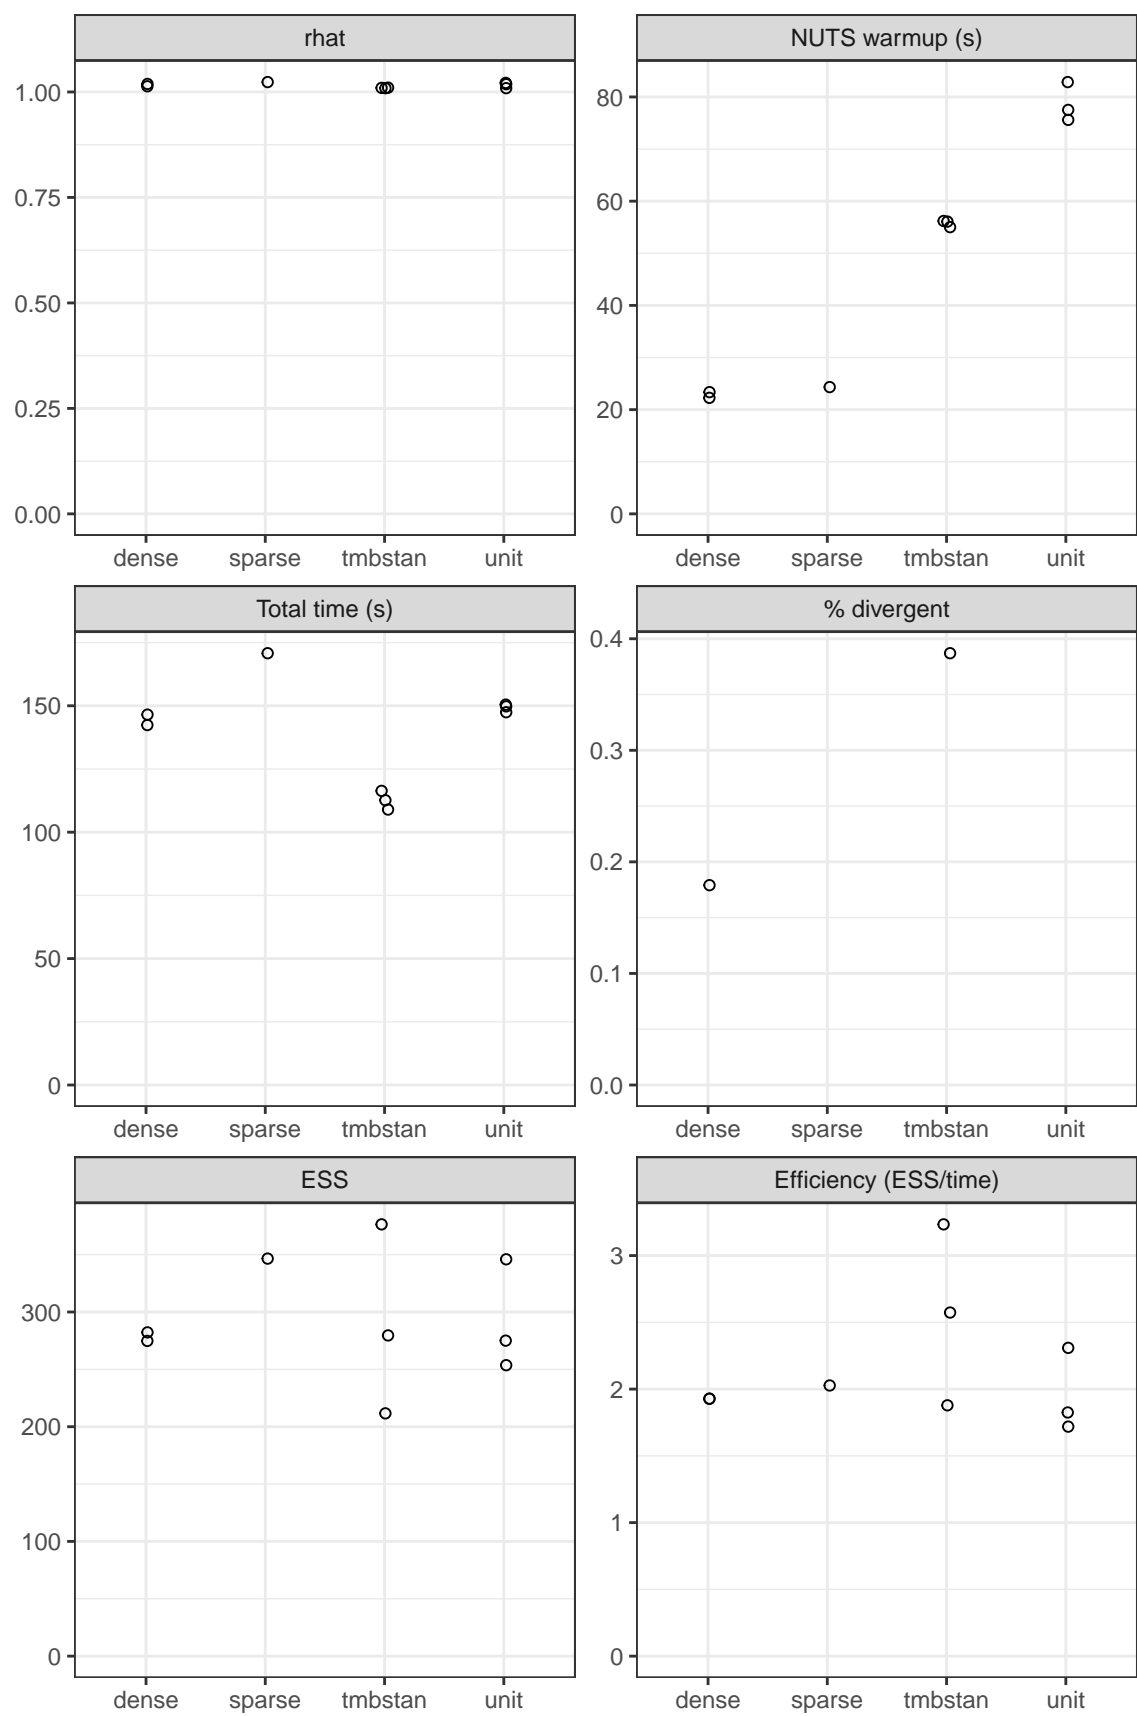 rhat
1.00
0.75
0.50
0.25
0.00
dense sparse tmbstan unit
NUTS warmup (s)
80
60
40
20
0
dense sparse tmbstan unit
Total time (s)
150
100
50
0
dense sparse tmbstan unit
% divergent
0.4
0.3
0.2
0.1
0.0
dense sparse tmbstan unit
ESS
300
200
100
0
dense sparse tmbstan unit
Efficiency (ESS/time)
3
2
1
0
dense sparse tmbstan unit